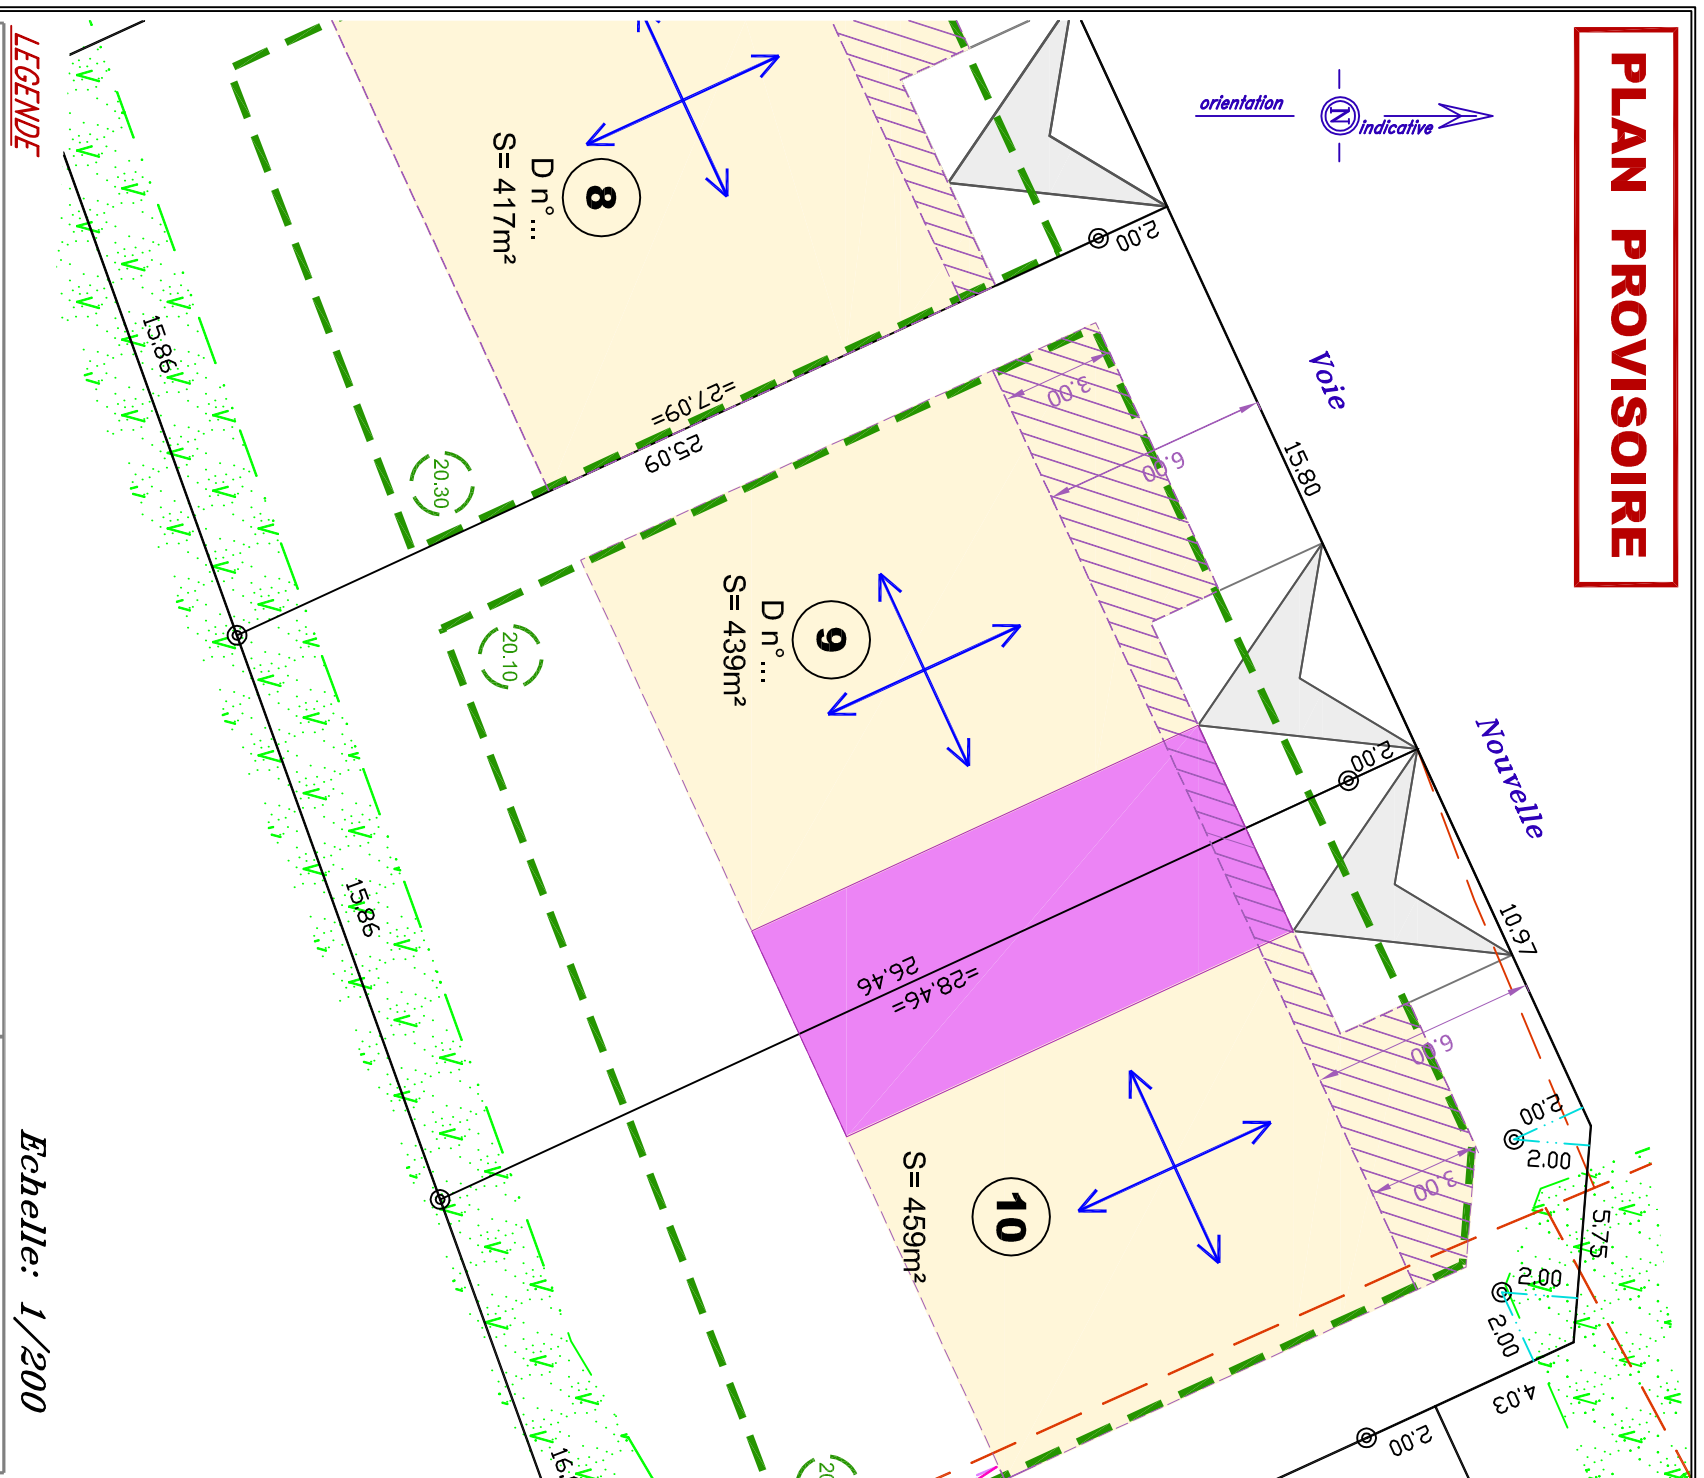 PLAN PROVISOIRE
orientation
N
indicative
LEGENDE
8
D n° ...
S= 417m²
2.00
Voie
15.80
Nouvelle
15.86
=27.09=
25.09
3.00
6.00
20.30
20.10
9
D n° ...
S= 439m²
2.00
10.97
15.86
26.46
=28.46=
6.00
3.00
2.00
2.00
5.75
2.00
2.00
4.03
2.00
10
S= 459m²
Echelle: 1/200